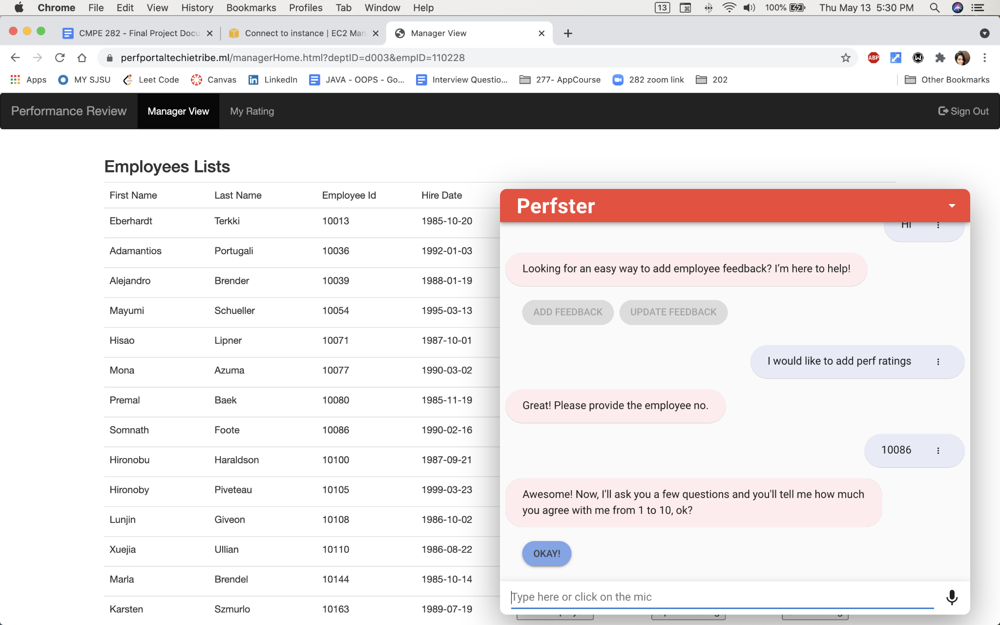 Chrome File Edit View History Bookmarks Profiles Tab Window Help 13 100% Thu May 13 5:30 PM
CMPE 282 - Final Project Docu Connect to instance | EC2 Man Manager View
perfportaltechietribe.ml/managerHome.html?deptID=d003&empID=110228 ABP
Apps MY SJSU Leet Code Canvas LinkedIn JAVA - OOPS - Go... Interview Questio... 277- AppCourse 282 zoom link 202 Other Bookmarks
Performance Review Manager View My Rating Sign Out
Employees Lists
First Name Last Name Employee Id Hire Date
Eberhardt Terkki 10013 1985-10-20
Adamantios Portugali 10036 1992-01-03
Alejandro Brender 10039 1988-01-19
Mayumi Schueller 10054 1995-03-13
Hisao Lipner 10071 1987-10-01
Mona Azuma 10077 1990-03-02
Premal Baek 10080 1985-11-19
Somnath Foote 10086 1990-02-16
Hironobu Haraldson 10100 1987-09-21
Hironoby Piveteau 10105 1999-03-23
Lunjin Giveon 10108 1986-10-02
Xuejia Ullian 10110 1986-08-22
Marla Brendel 10144 1985-10-14
Karsten Szmurlo 10163 1989-07-19
Perfster
Hi
Looking for an easy way to add employee feedback? I’m here to help!
ADD FEEDBACK UPDATE FEEDBACK
I would like to add perf ratings
Great! Please provide the employee no.
10086
Awesome! Now, I'll ask you a few questions and you'll tell me how much
you agree with me from 1 to 10, ok?
OKAY!
Type here or click on the mic